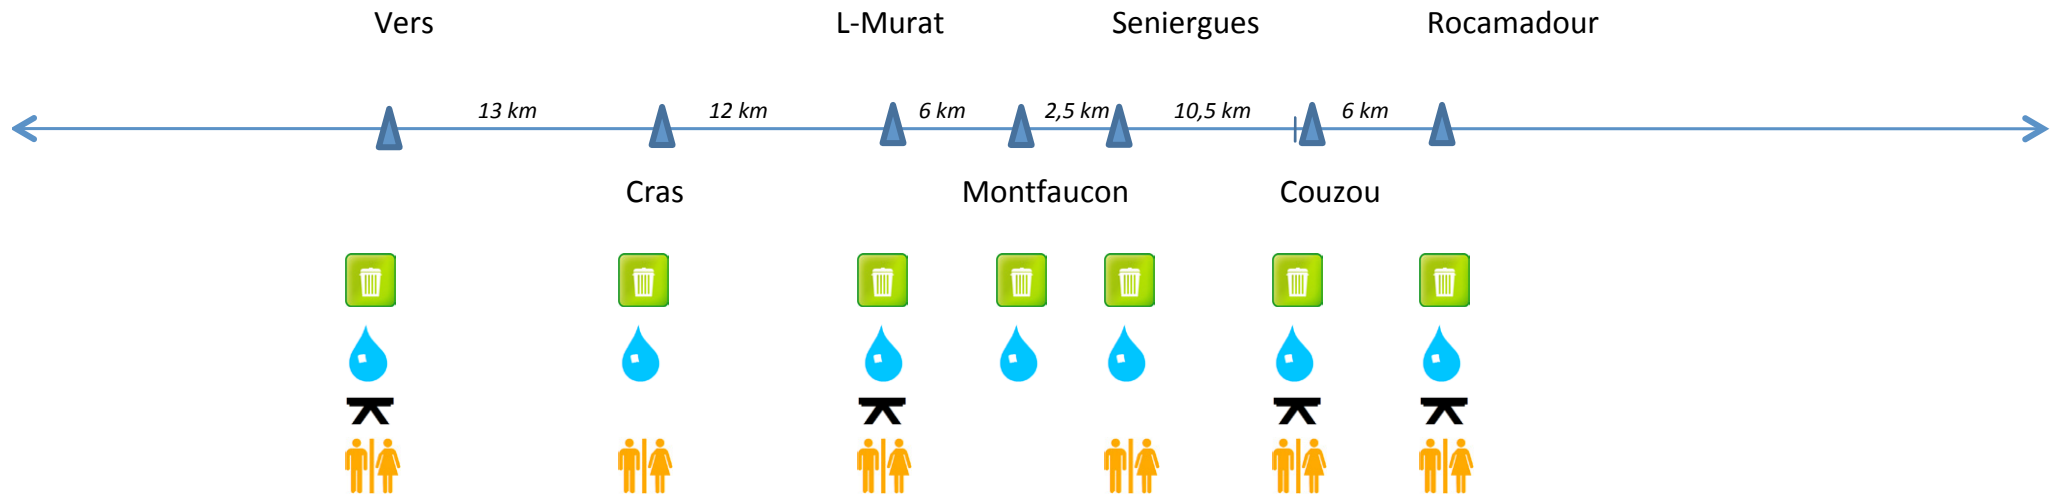 Vers
L-Murat
Seniergues
Rocamadour
13 km
12 km
6 km
2,5 km
10,5 km
6 km
Cras
Montfaucon
Couzou